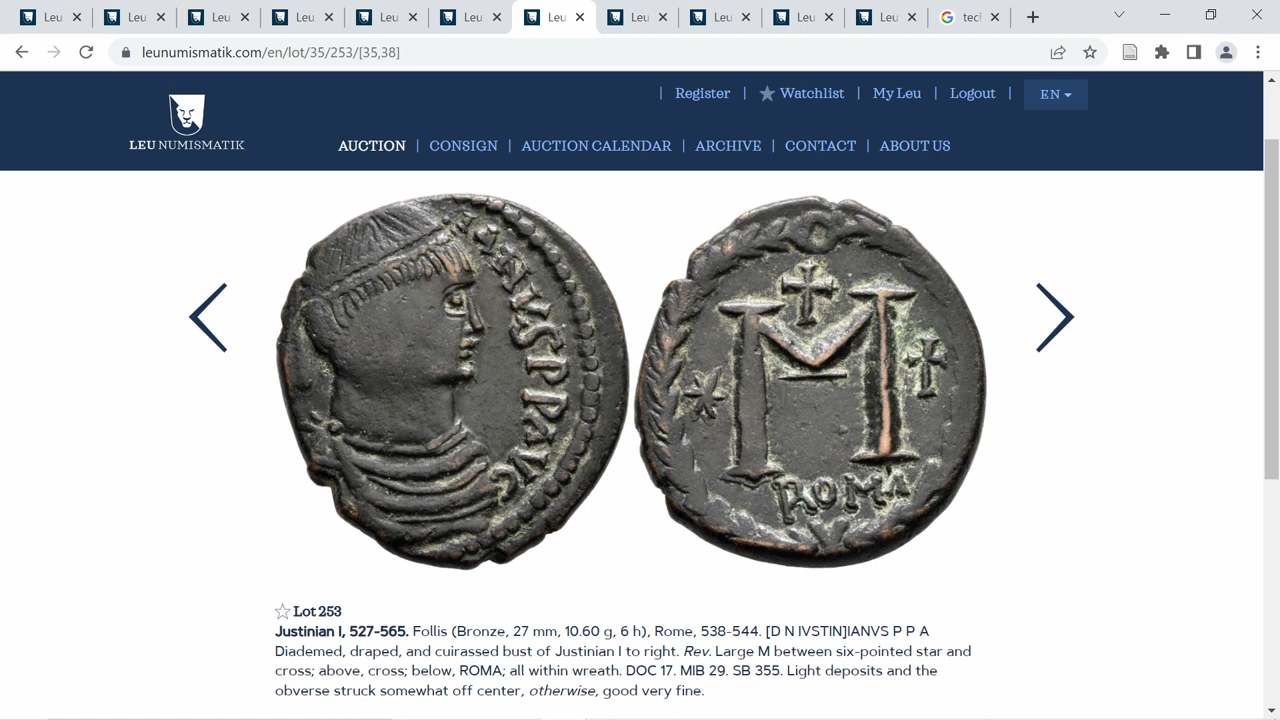 Leu
Leu
Leu
Leu
Leu
Leu
Leu
Leu
Leu
Leu
Leu
tech
leunumismatik.com/en/lot/35/253/[35,38]
| Register | Watchlist | My Leu | Logout | EN
LEU NUMISMATIK
AUCTION | CONSIGN | AUCTION CALENDAR | ARCHIVE | CONTACT | ABOUT US
IANVS P P AVC
M
ROMA
Lot 253
Justinian I, 527-565. Follis (Bronze, 27 mm, 10.60 g, 6 h), Rome, 538-544. [D N IVSTIN]IANVS P P A
Diademed, draped, and cuirassed bust of Justinian I to right. Rev. Large M between six-pointed star and
cross; above, cross; below, ROMA; all within wreath. DOC 17. MIB 29. SB 355. Light deposits and the
obverse struck somewhat off center, otherwise, good very fine.